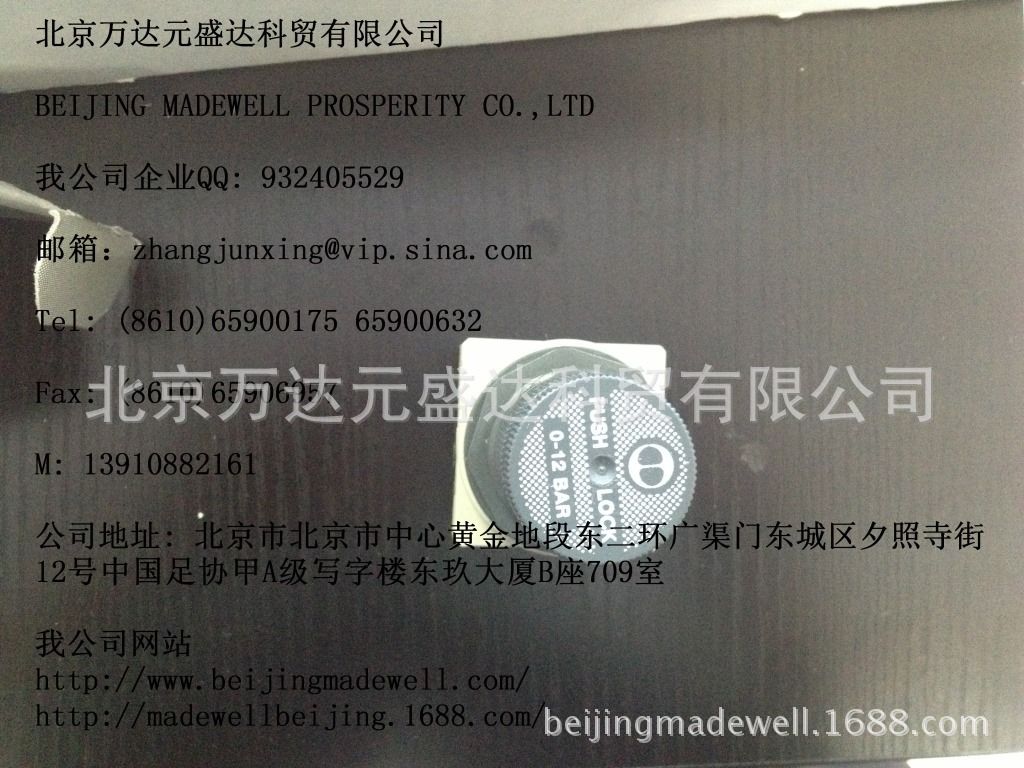 北京万达元盛达科贸有限公司
BEIJING MADEWELL PROSPERITY CO.,LTD
我公司企业QQ: 932405529
邮箱: zhangjunxing@vip.sina.com
Tel: (8610)65900175 65900632
Fax: (8610)
北京万达元盛达科贸有限公司
PUSH LOCK
0-12 BAR
M: 13910882161
公司地址: 北京市北京市中心黄金地段东二环广渠门东城区夕照寺街
12号中国足协甲A级写字楼东玖大厦B座709室
我公司网站
http://www.beijingmadewell.com/
http://madewellbeijing.1688.com/
beijingmadewell.1688.com